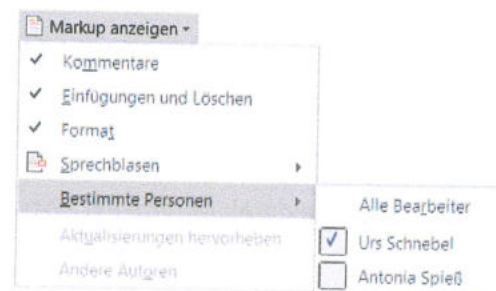 Markup anzeigen
Kommentare
Einfügungen und Löschen
Format
Sprechblasen
Bestimmte Personen
Aktualisierungen hervorheben
Andere Autoren
Alle Bearbeiter
Urs Schnebel
Antonia Spieß